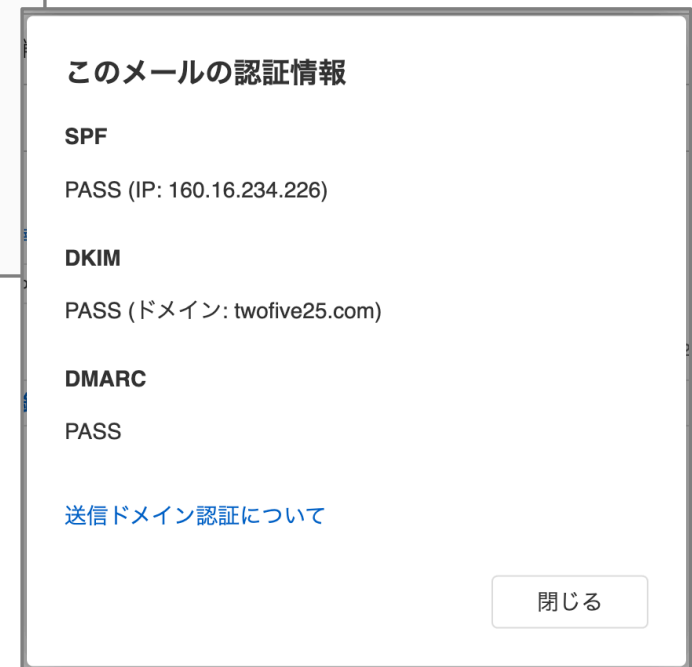 このメールの認証情報
SPF
PASS (IP: 160.16.234.226)
DKIM
PASS (ドメイン: twofive25.com)
DMARC
PASS
送信ドメイン認証について
閉じる